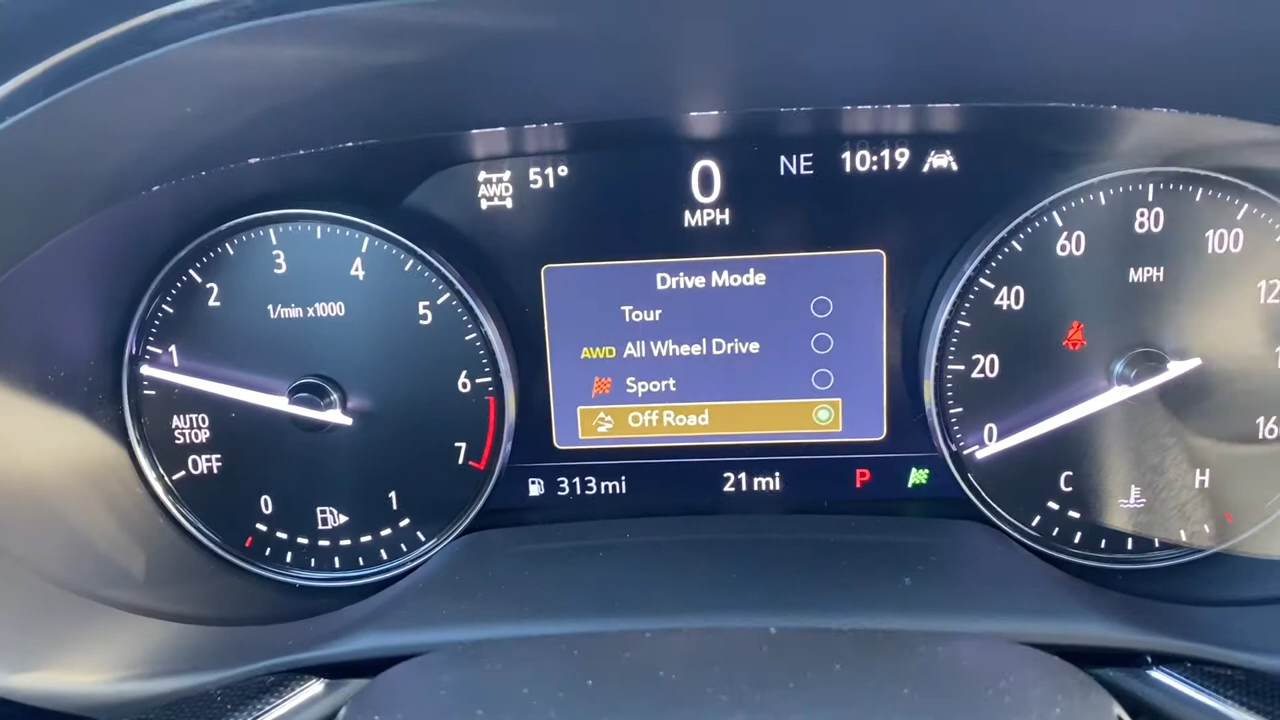 AWD 51° 0 MPH NE 10:19
1 2 3 4 5 6 7
1/min x1000
AUTO
STOP
OFF
0 1
Drive Mode
Tour
AWD All Wheel Drive
Sport
Off Road
313 mi 21 mi P
0 20 40 60 80 100
MPH
C H